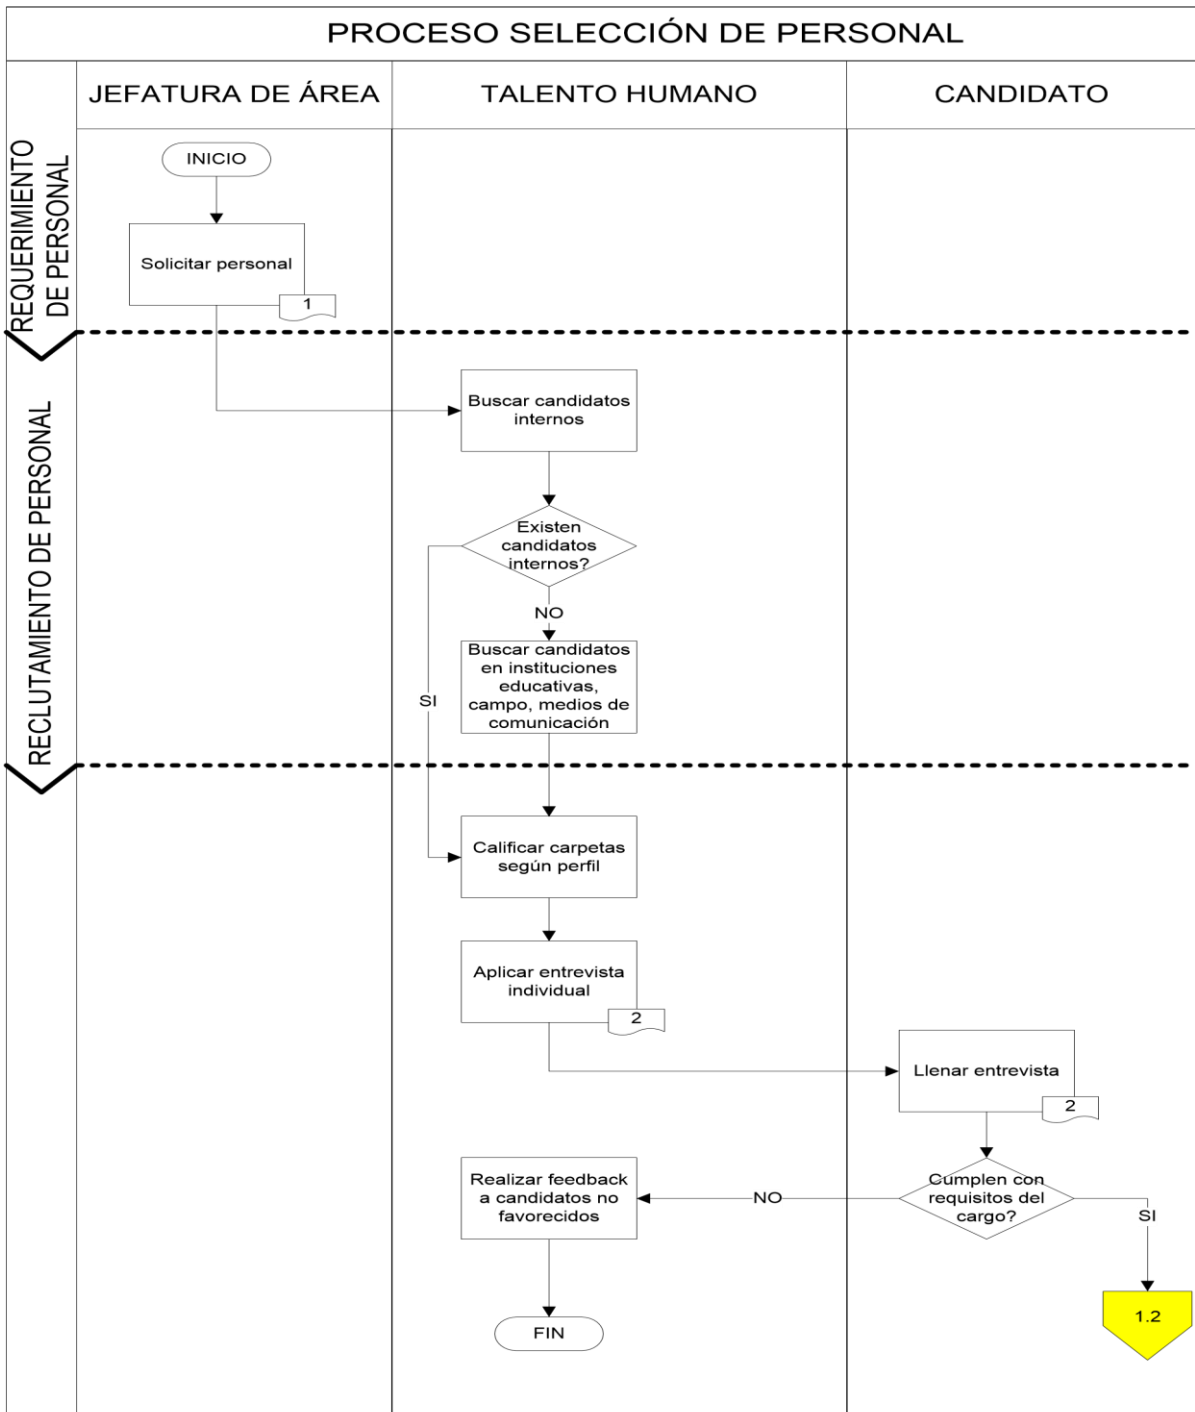 PROCESO SELECCIÓN DE PERSONAL
JEFATURA DE ÁREA
TALENTO HUMANO
CANDIDATO
REQUERIMIENTO
DE PERSONAL
INICIO
Solicitar personal
1
RECLUTAMIENTO DE PERSONAL
Buscar candidatos
internos
Existen
candidatos
internos?
NO
SI
Buscar candidatos
en instituciones
educativas,
campo, medios de
comunicación
Calificar carpetas
según perfil
Aplicar entrevista
individual
2
Llenar entrevista
2
Cumplen con
requisitos del
cargo?
NO
SI
Realizar feedback
a candidatos no
favorecidos
FIN
1.2